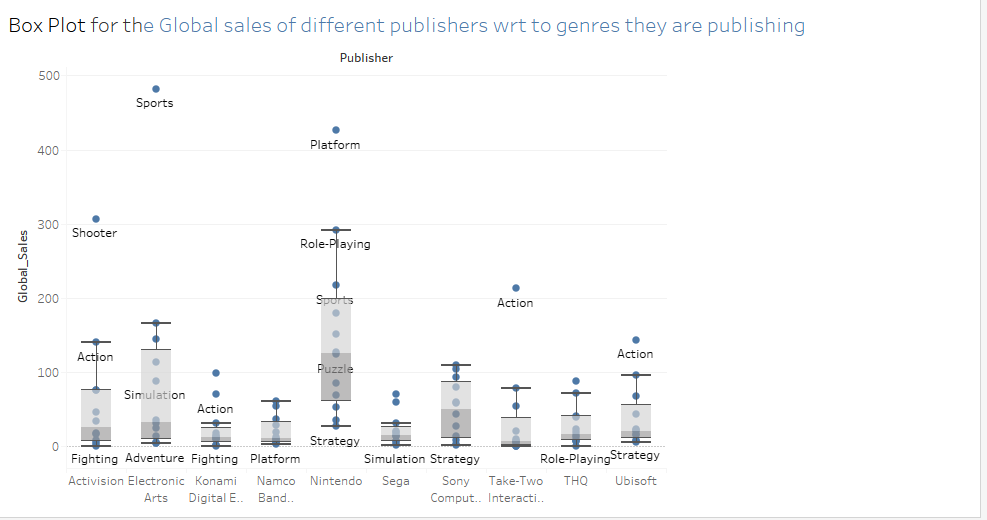 Box Plot for the Global sales of different publishers wrt to genres they are publishing
Publisher
500
400
300
200
100
0
Global_Sales
Sports
Platform
Shooter
Role-Playing
Sports
Action
Action
Action
Puzzle
Simulation
Action
Strategy
Fighting Adventure Fighting Platform Simulation Strategy Role-Playing Strategy
Activision Electronic Konami Namco Nintendo Sega Sony Take-Two THQ Ubisoft
Arts Digital E.. Band.. Comput.. Interacti..